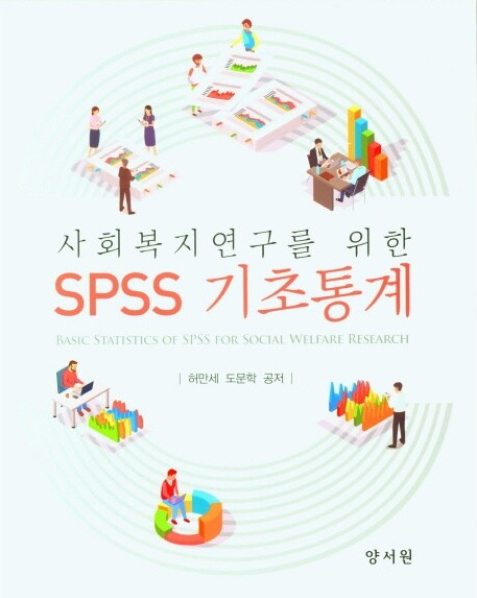 사회복지연구를 위한
SPSS 기초통계
BASIC STATISTICS OF SPSS FOR SOCIAL WELFARE RESEARCH
| 허만세 도문학 공저 |
양서원